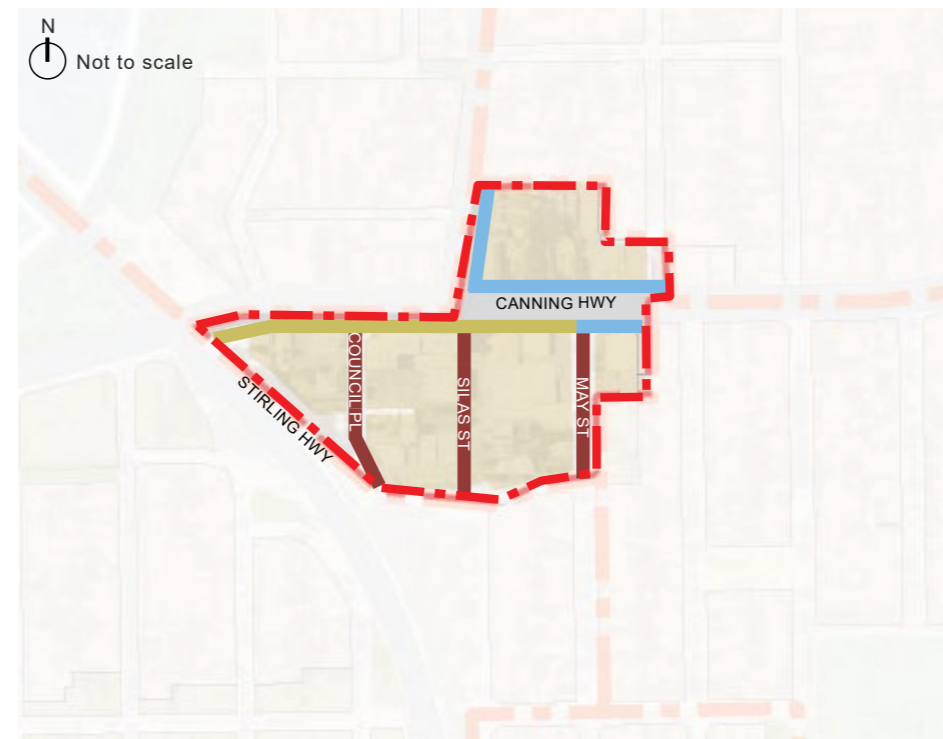 N
Not to scale
CANNING HWY
COUNCIL PL
SILAS ST
MAY ST
STIRLING HWY